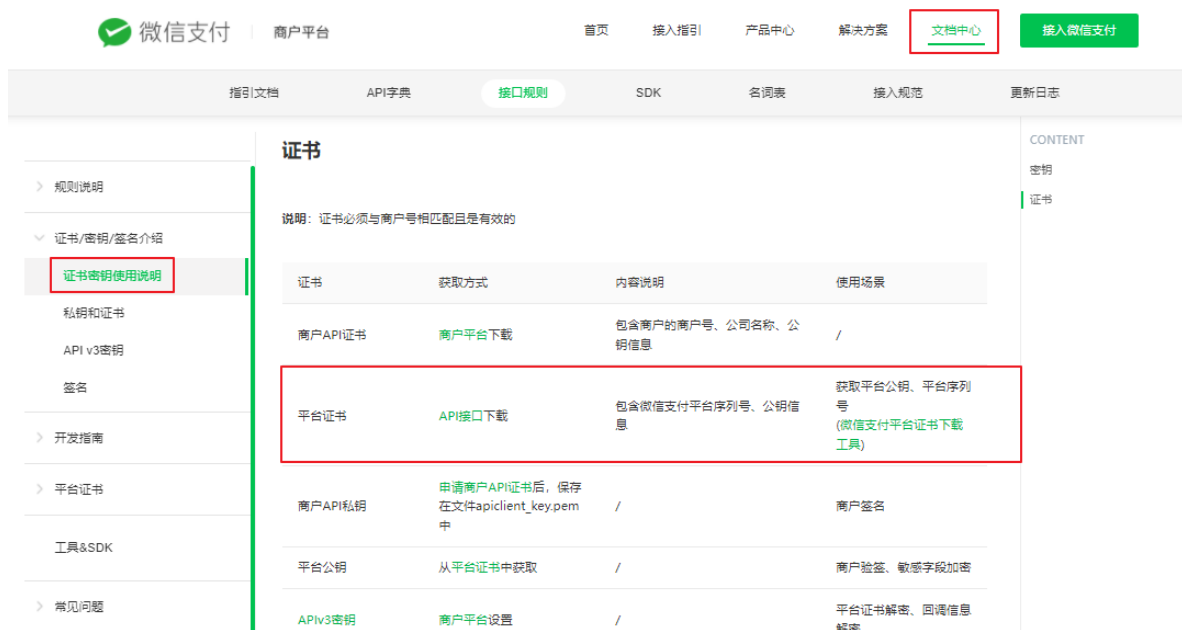 微信支付 商户平台 首页 接入指引 产品中心 解决方案 文档中心 接入微信支付
指引文档 API字典 接口规则 SDK 名词表 接入规范 更新日志
规则说明
证书/密钥/签名介绍
证书密钥使用说明
私钥和证书
API v3密钥
签名
开发指南
平台证书
工具&SDK
常见问题
证书
说明：证书必须与商户号相匹配且是有效的
证书 获取方式 内容说明 使用场景
商户API证书 商户平台下载 包含商户的商户号、公司名称、公
钥信息 /
平台证书 API接口下载 包含微信支付平台序列号、公钥信
息 获取平台公钥、平台序列
号
(微信支付平台证书下载
工具)
商户API私钥 申请商户API证书后，保存
在文件apiclient_key.pem
中 / 商户签名
平台公钥 从平台证书中获取 / 商户验签、敏感字段加密
APIv3密钥 商户平台设置 / 平台证书解密、回调信息
解密
CONTENT
密钥
证书